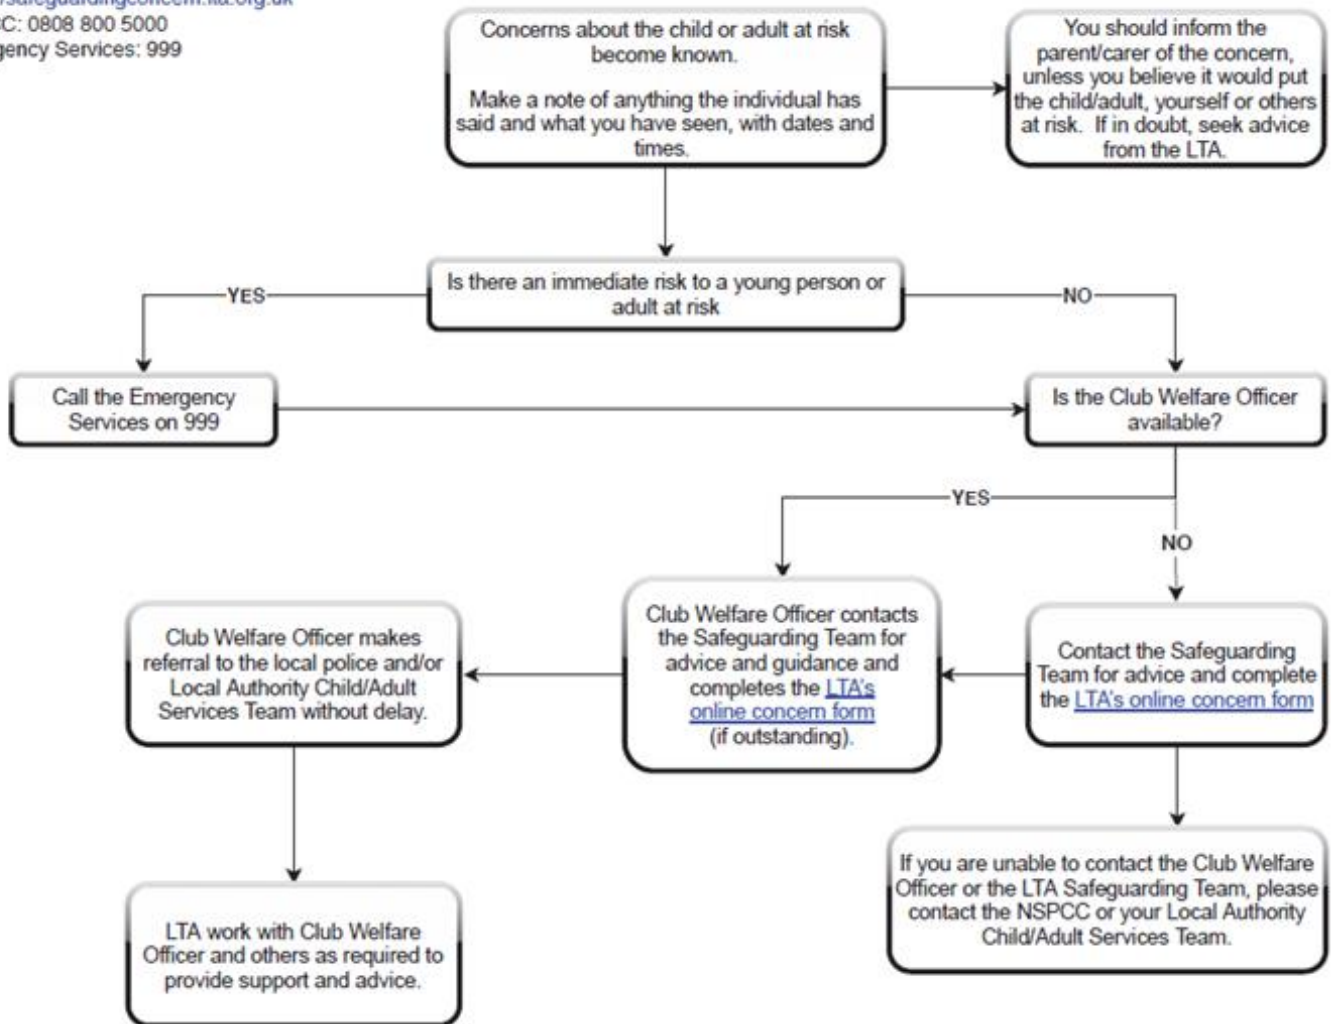 safeguardingconcern.lta.org.uk
C: 0808 800 5000
gency Services: 999
Concerns about the child or adult at risk
become known.
Make a note of anything the individual has
said and what you have seen, with dates and
times.
You should inform the
parent/carer of the concern,
unless you believe it would put
the child/adult, yourself or others
at risk. If in doubt, seek advice
from the LTA.
Is there an immediate risk to a young person or
adult at risk
YES
NO
Call the Emergency
Services on 999
Is the Club Welfare Officer
available?
YES
NO
Club Welfare Officer makes
referral to the local police and/or
Local Authority Child/Adult
Services Team without delay.
Club Welfare Officer contacts
the Safeguarding Team for
advice and guidance and
completes the LTA's
online concern form
(if outstanding).
Contact the Safeguarding
Team for advice and complete
the LTA's online concern form
If you are unable to contact the Club Welfare
Officer or the LTA Safeguarding Team, please
contact the NSPCC or your Local Authority
Child/Adult Services Team.
LTA work with Club Welfare
Officer and others as required to
provide support and advice.